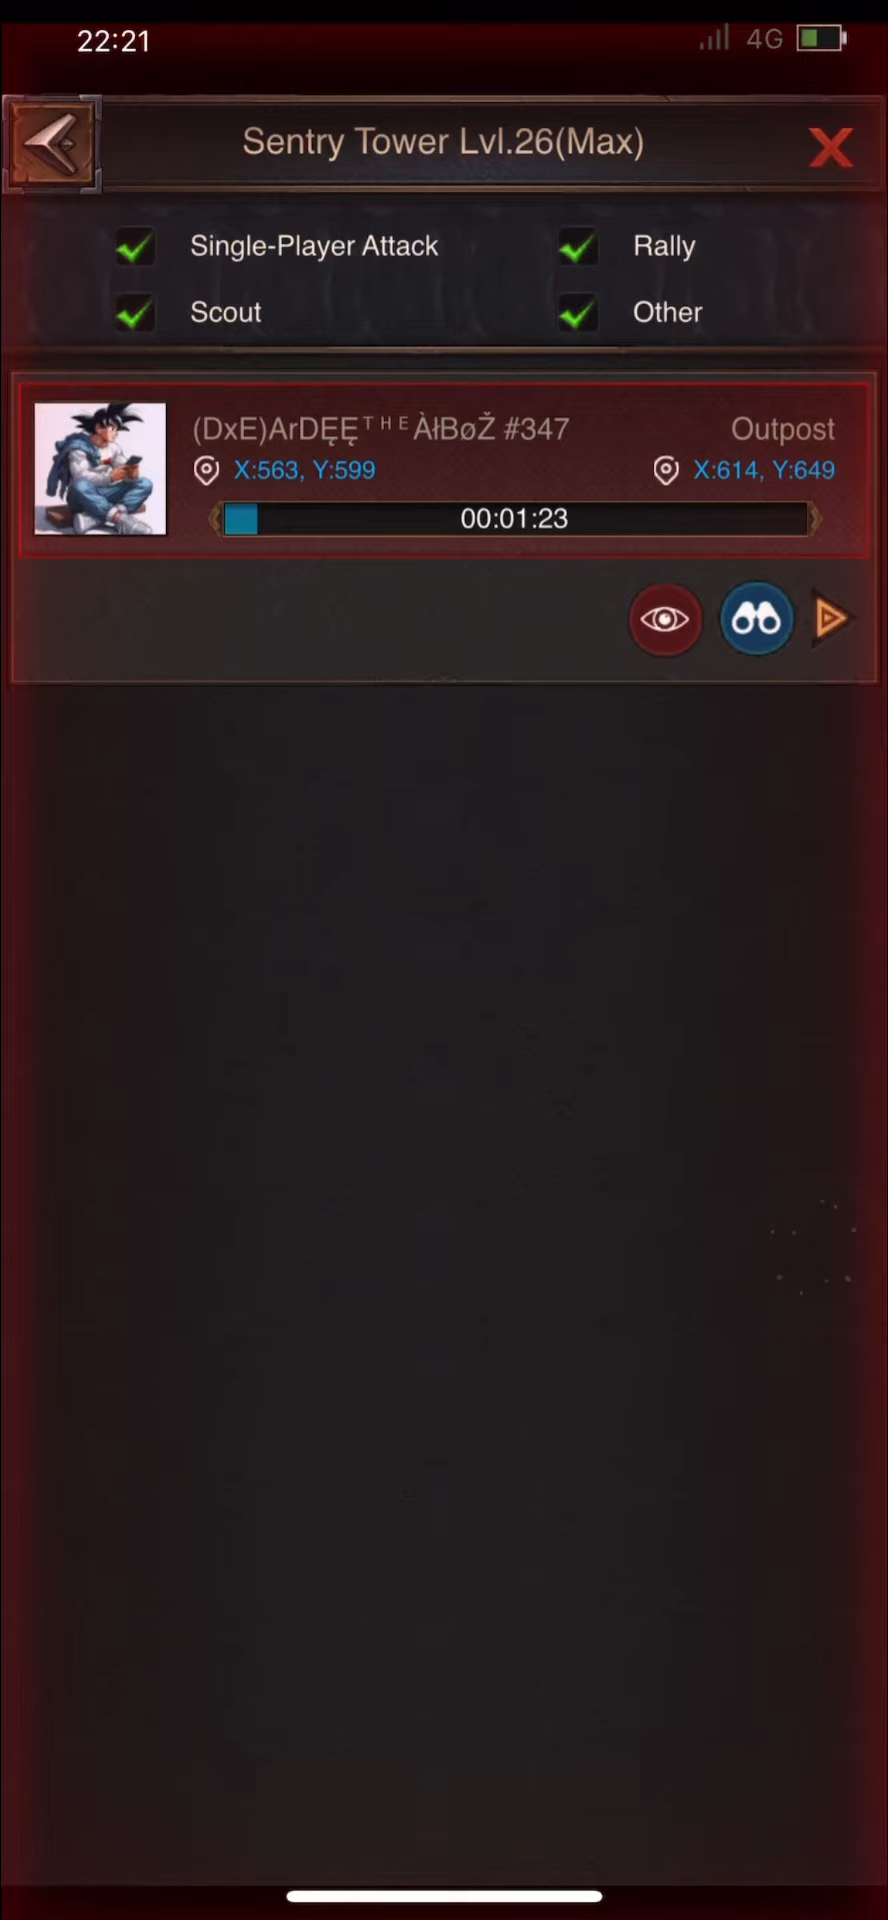 22:21
4G
Sentry Tower Lvl.26(Max)
Single-Player Attack
Rally
Scout
Other
(DxE)ArDĘĘᵀᴴᴱÀłBøŽ #347
Outpost
X:563, Y:599
X:614, Y:649
00:01:23